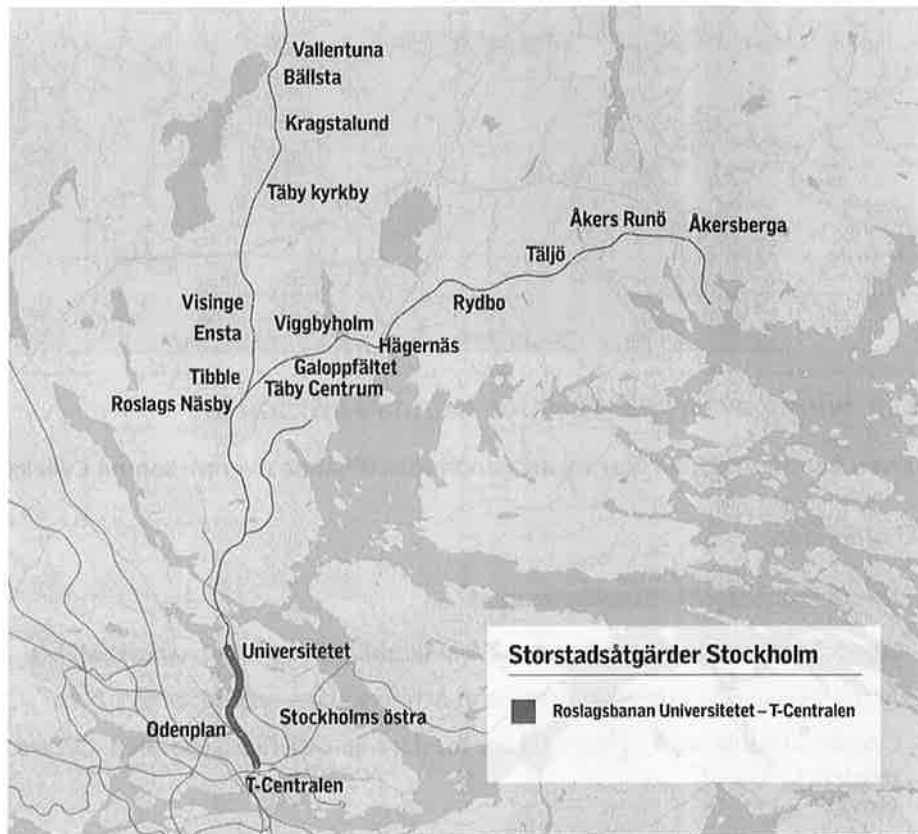 Vallentuna
Bällsta
Kragstalund
Täby kyrkby
Åkers Runö
Åkersberga
Täljö
Rydbo
Visinge
Ensta
Viggbyholm
Hägernäs
Galoppfältet
Tibble
Täby Centrum
Roslags Näsby
Universitetet
Odenplan
Stockholms östra
T-Centralen
Storstadsåtgärder Stockholm
Roslagsbanan Universitetet – T-Centralen